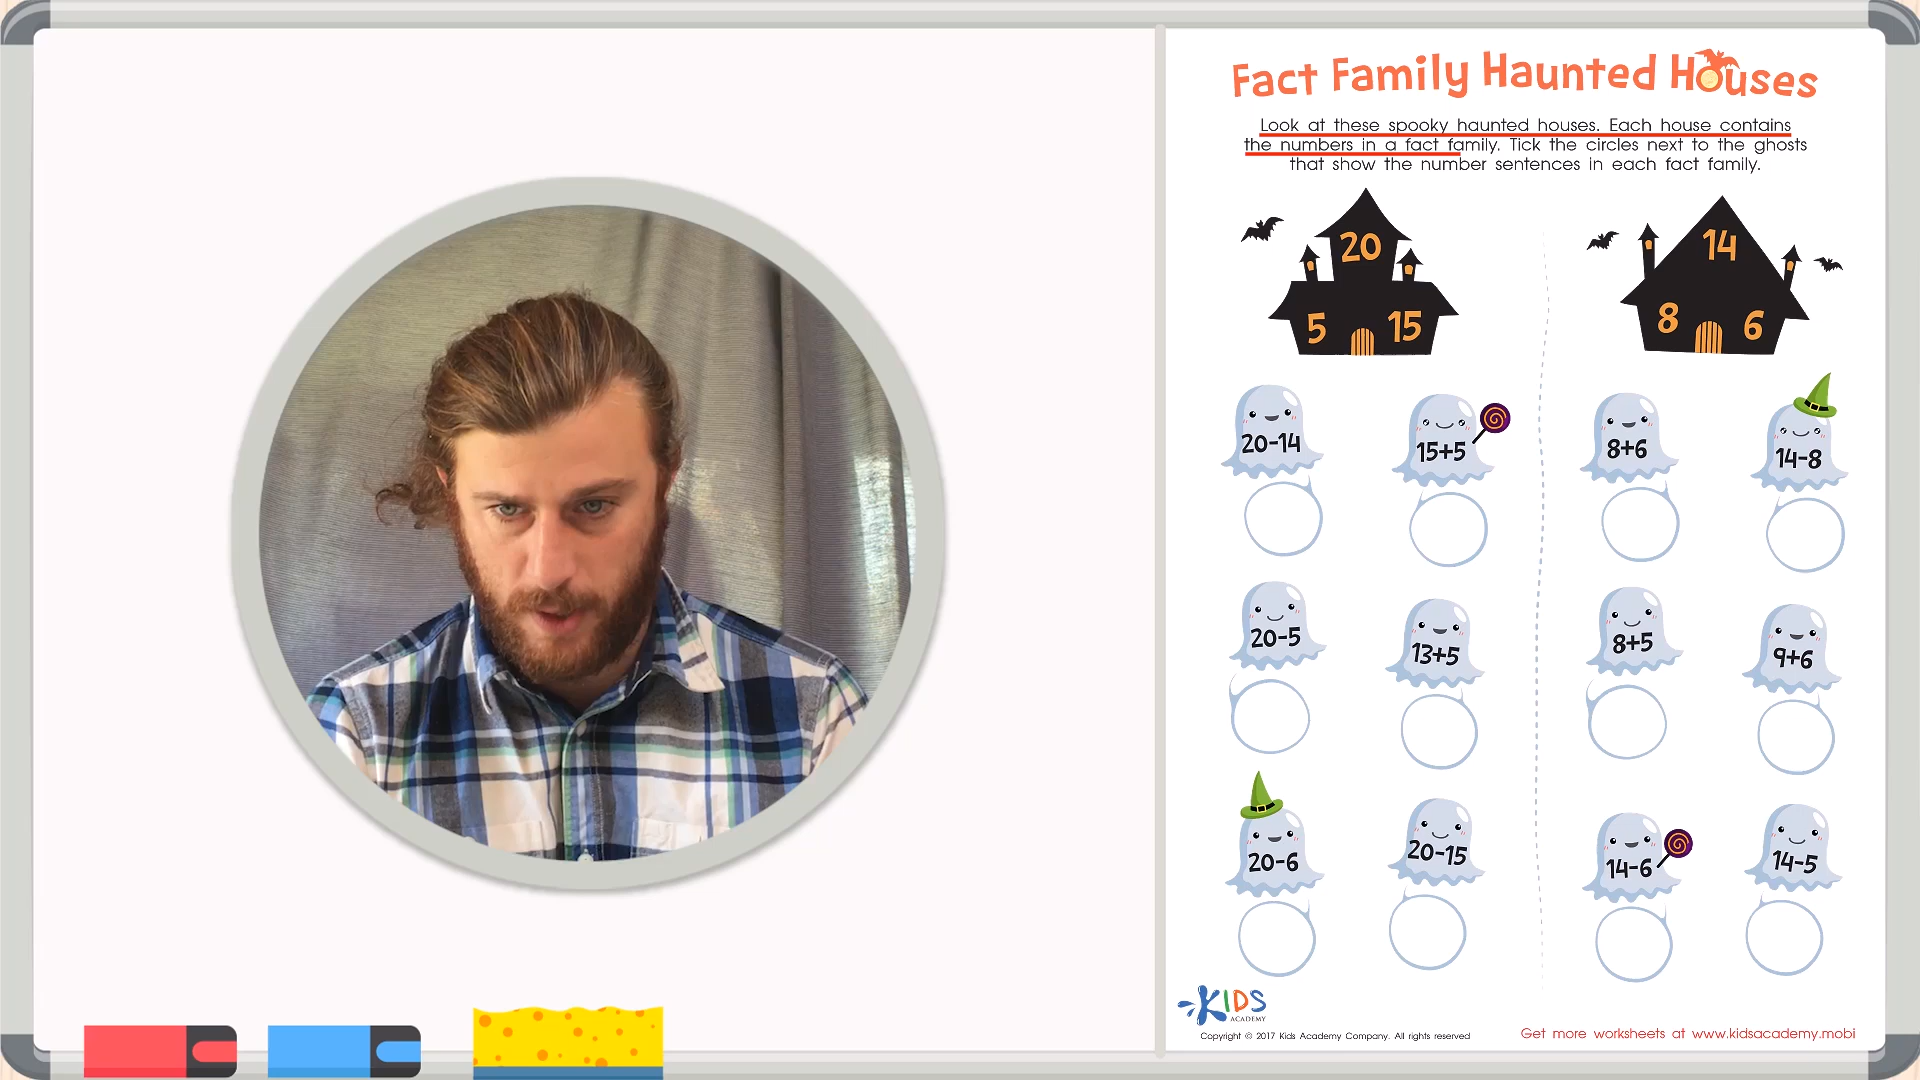 Fact Family Haunted Houses
Look at these spooky haunted houses. Each house contains
the numbers in a fact family. Tick the circles next to the ghosts
that show the number sentences in each fact family.
20
5 15
14
8 6
20-14
15+5
8+6
14-8
20-5
13+5
8+5
9+6
20-6
20-15
14-6
14-5
KIDS
ACADEMY
Copyright © 2017 Kids Academy Company. All rights reserved
Get more worksheets at www.kidsacademy.mobi